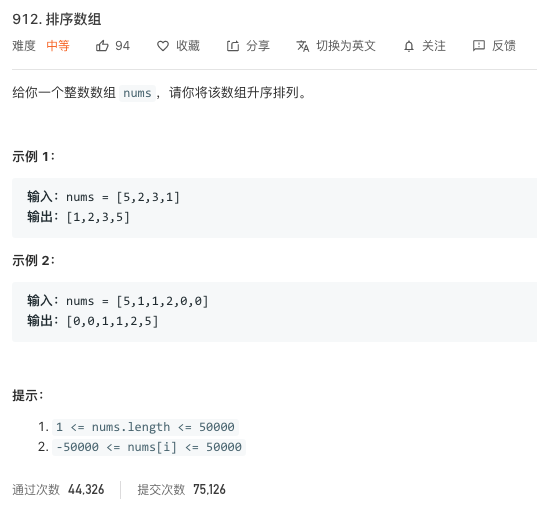 912. 排序数组
难度 中等 94 收藏 分享 切换为英文 关注 反馈
给你一个整数数组 nums，请你将该数组升序排列。
示例 1：
输入：nums = [5,2,3,1]
输出：[1,2,3,5]
示例 2：
输入：nums = [5,1,1,2,0,0]
输出：[0,0,1,1,2,5]
提示：
1. 1 <= nums.length <= 50000
2. -50000 <= nums[i] <= 50000
通过次数 44,326 提交次数 75,126